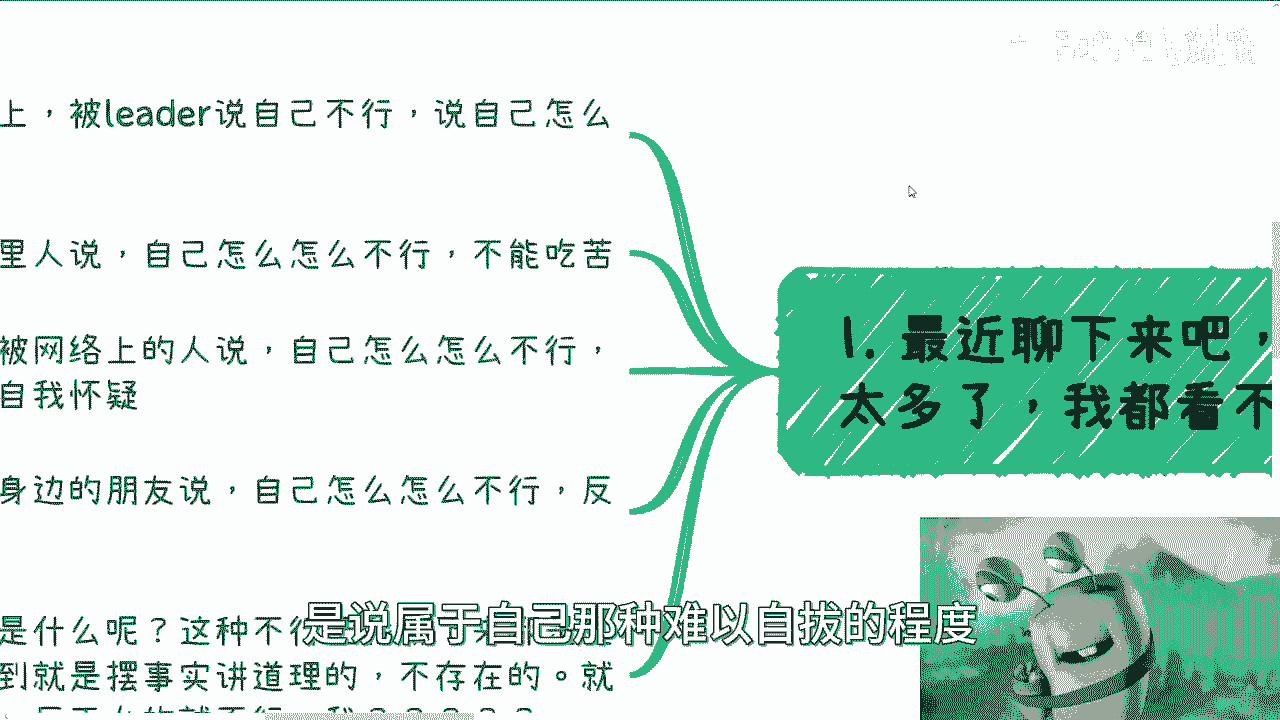 上，被leader说自己不行，说自己怎么
里人说，自己怎么怎么不行，不能吃苦
被网络上的人说，自己怎么怎么不行，
自我怀疑
身边的朋友说，自己怎么怎么不行，反
是什么呢？这种不行
到就是摆事实讲道理的，不存在的。就
1. 最近聊下来吧，
太多了，我都看不
是说属于自己那种难以自拔的程度